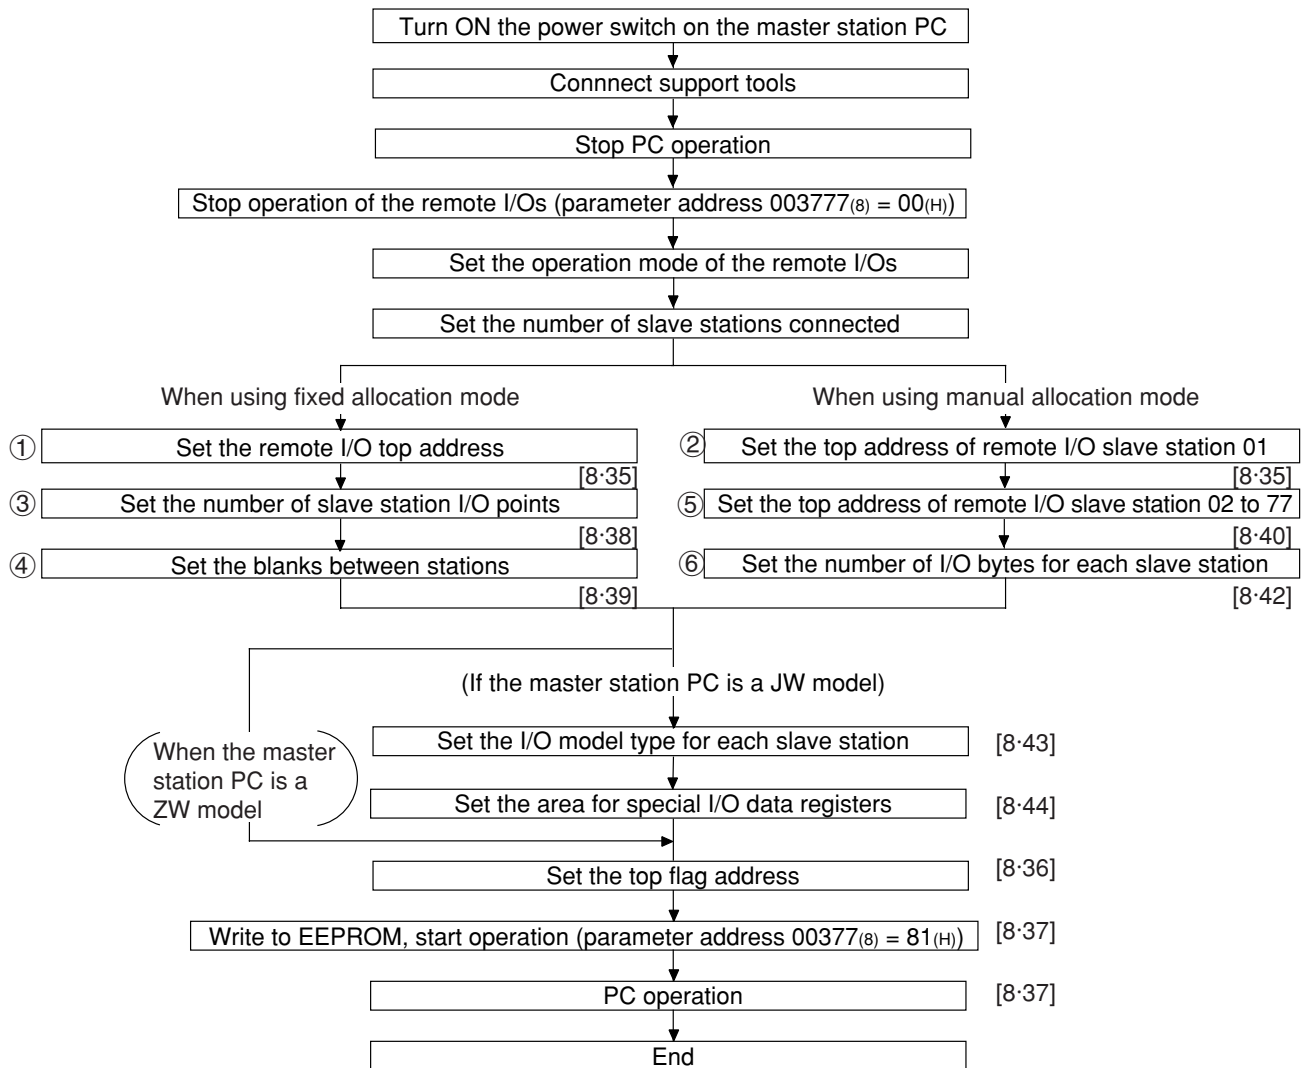 Turn ON the power switch on the master station PC
Connnect support tools
Stop PC operation
Stop operation of the remote I/Os (parameter address 003777(8) = 00(H))
Set the operation mode of the remote I/Os
Set the number of slave stations connected
When using fixed allocation mode
① Set the remote I/O top address
[8·35]
③ Set the number of slave station I/O points
[8·38]
④ Set the blanks between stations
[8·39]
When using manual allocation mode
② Set the top address of remote I/O slave station 01
[8·35]
⑤ Set the top address of remote I/O slave station 02 to 77
[8·40]
⑥ Set the number of I/O bytes for each slave station
[8·42]
(If the master station PC is a JW model)
When the master
station PC is a
ZW model
Set the I/O model type for each slave station [8·43]
Set the area for special I/O data registers [8·44]
Set the top flag address [8·36]
Write to EEPROM, start operation (parameter address 00377(8) = 81(H)) [8·37]
PC operation [8·37]
End